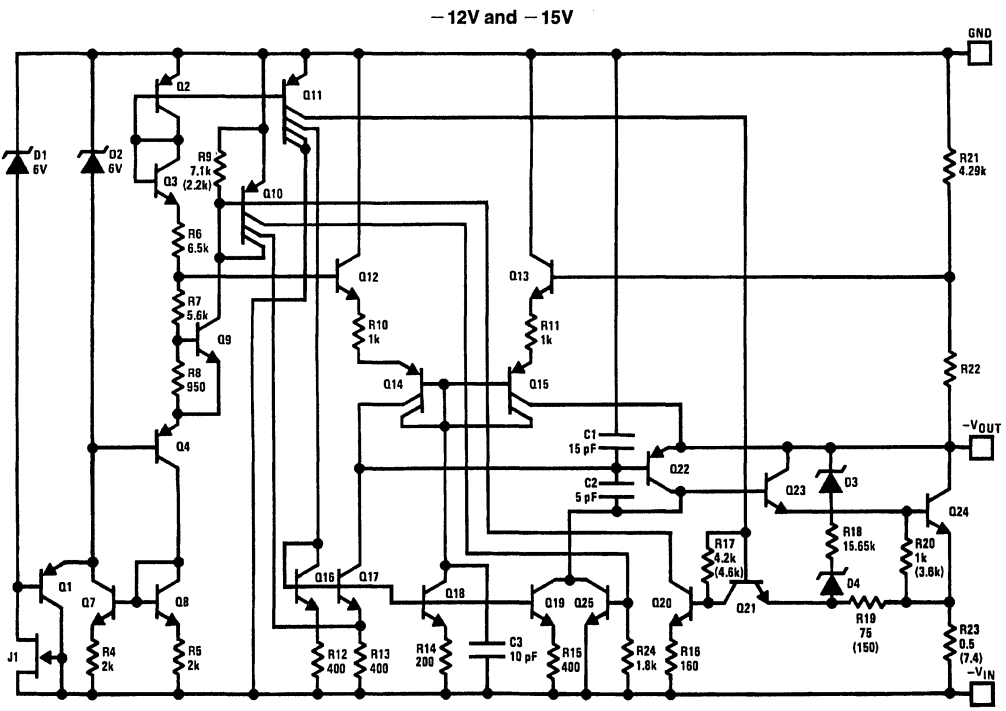 −12V and −15V
GND
Q2
Q11
D1
6V
D2
6V
R9
7.1k
(2.2k)
R21
4.29k
Q3
Q10
R6
6.5k
Q12
Q13
R7
5.6k
Q9
R10
1k
R11
1k
R8
950
R22
Q14
Q15
−VOUT
Q4
C1
15 pF
Q22
C2
5 pF
Q23
D3
Q24
R18
15.65k
R17
4.2k
(4.6k)
R20
1k
(3.6k)
Q1
Q7
Q8
Q16
Q17
Q18
Q19
Q25
Q20
Q21
D4
R19
75
(150)
J1
R4
2k
R5
2k
R12
400
R13
400
R14
200
C3
10 pF
R15
400
R24
1.8k
R16
160
R23
0.5
(7.4)
−VIN